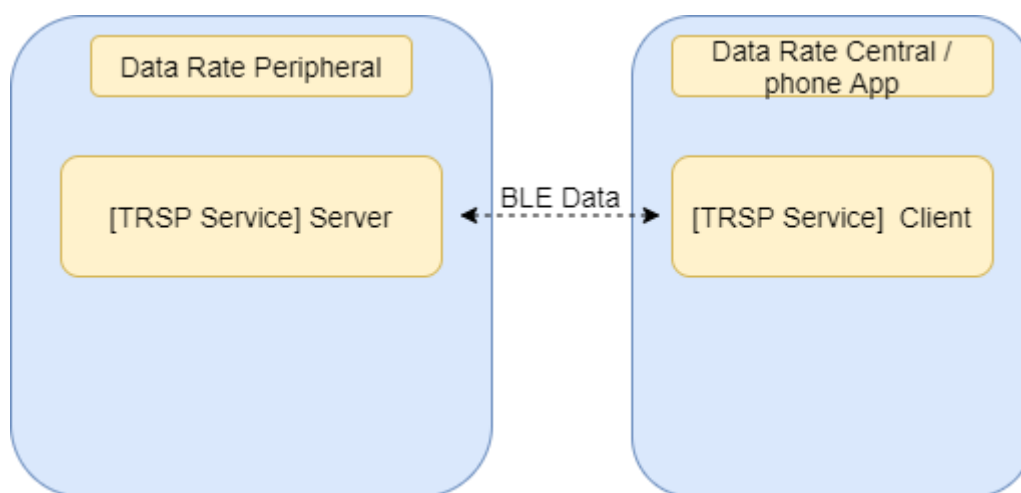 Data Rate Peripheral
Data Rate Central /
phone App
[TRSP Service] Server
BLE Data
[TRSP Service]  Client